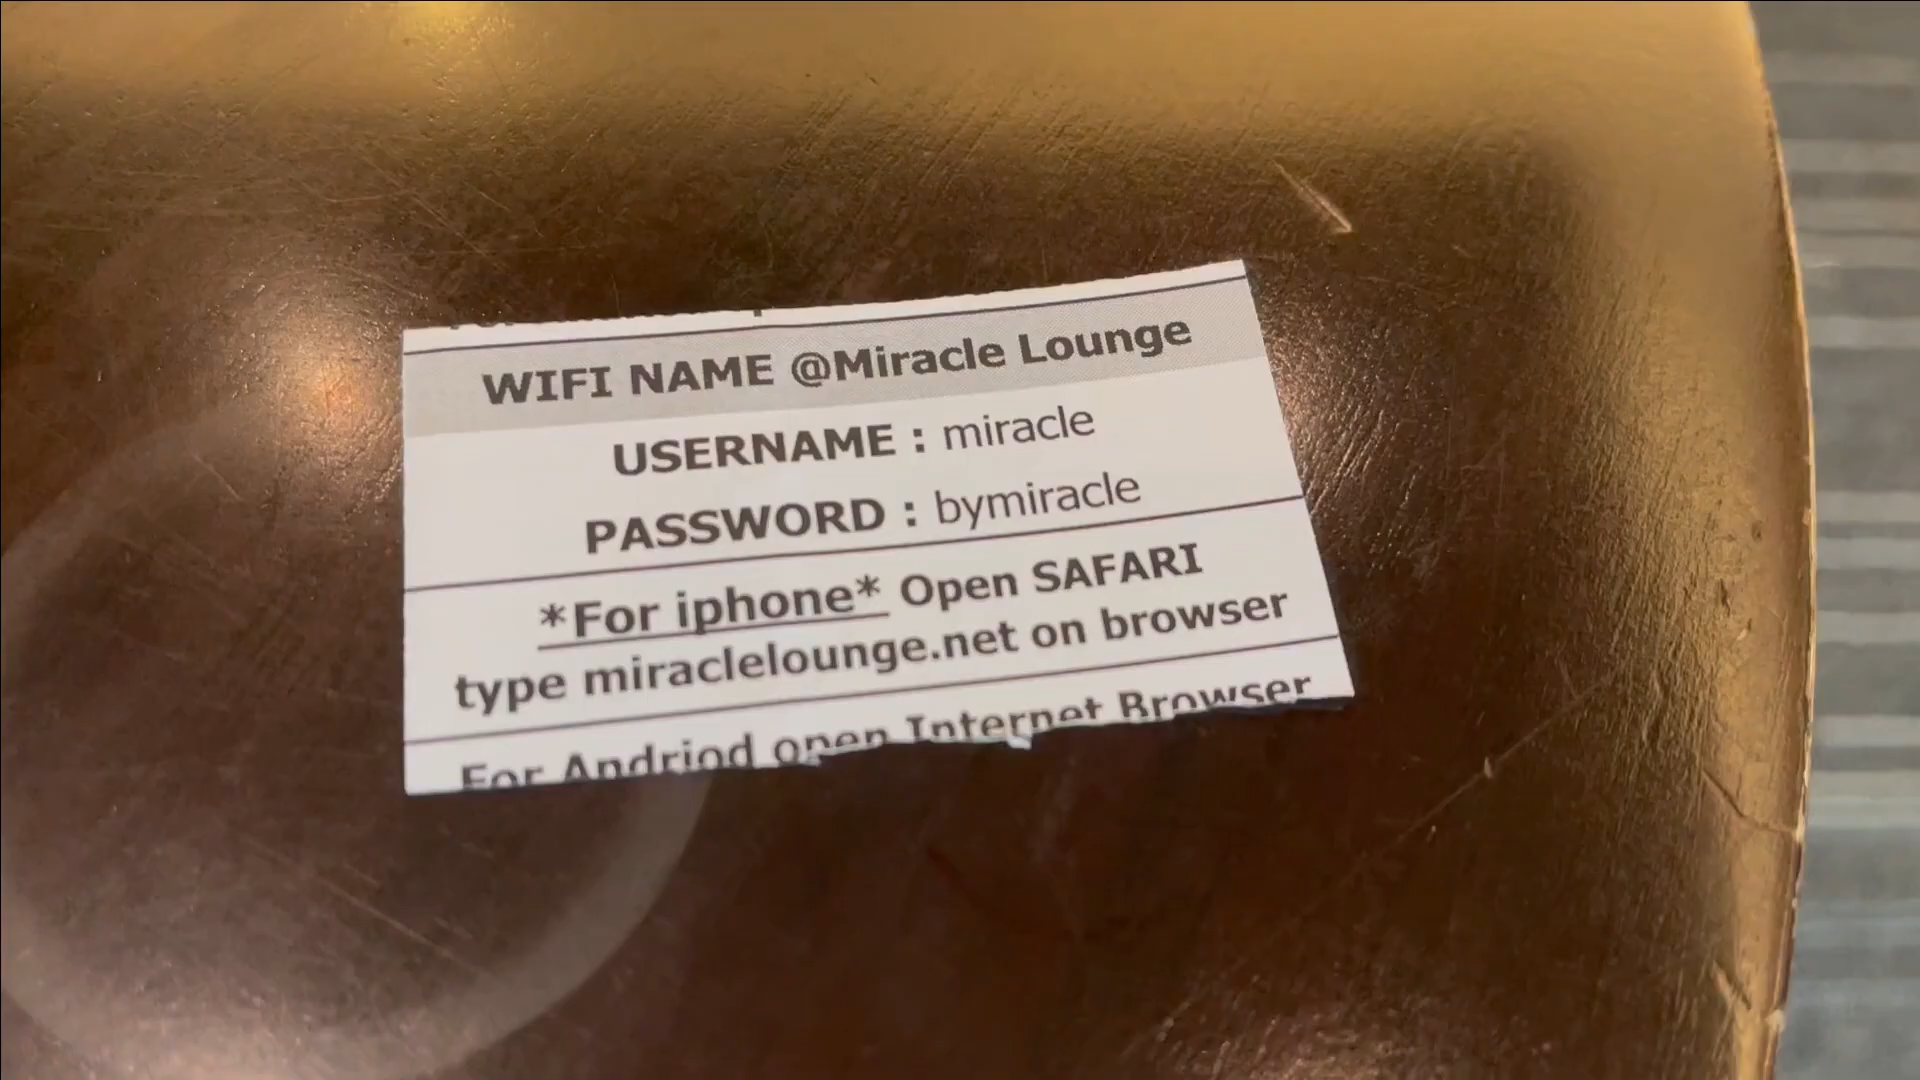 WIFI NAME @Miracle Lounge
USERNAME : miracle
PASSWORD : bymiracle
*For iphone* Open SAFARI
type miraclelounge.net on browser
For Andriod open Internet Browser